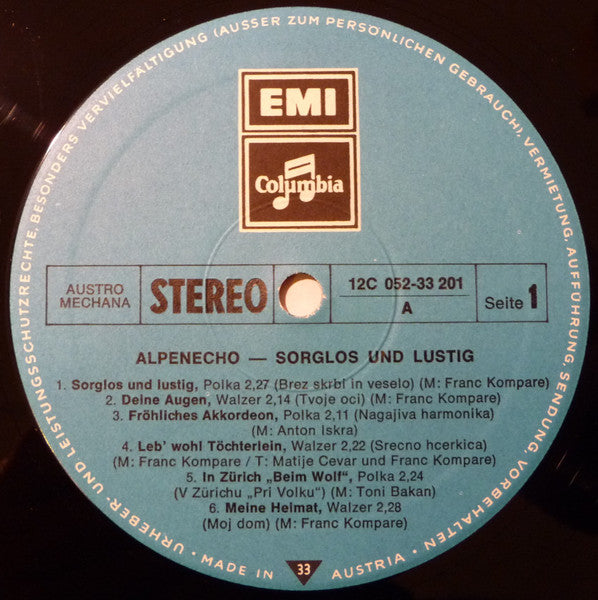 URHEBER- UND LEISTUNGSSCHUTZRECHTE, BESONDERS VERVIELFÄLTIGUNG (AUSSER ZUM PERSÖNLICHEN GEBRAUCH), VERMIETUNG, AUFFÜHRUNG, SENDUNG, VORBEHALTEN
EMI
Columbia
AUSTRO
MECHANA
STEREO
12C 052-33 201
A
Seite 1
ALPENECHO — SORGLOS UND LUSTIG
1. Sorglos und lustig, Polka 2,27 (Brez skrbi in veselo) (M: Franc Kompare)
2. Deine Augen, Walzer 2,14 (Tvoje oci) (M: Franc Kompare)
3. Fröhliches Akkordeon, Polka 2,11 (Nagajiva harmonika)
(M: Anton Iskra)
4. Leb' wohl Töchterlein, Walzer 2,22 (Srecno hcerkica)
(M: Franc Kompare / T: Matije Cevar und Franc Kompare)
5. In Zürich „Beim Wolf“, Polka 2,24
(V Zürichu „Pri Volku“) (M: Toni Bakan)
6. Meine Heimat, Walzer 2,28
(Moj dom) (M: Franc Kompare)
• MADE IN 33 AUSTRIA •